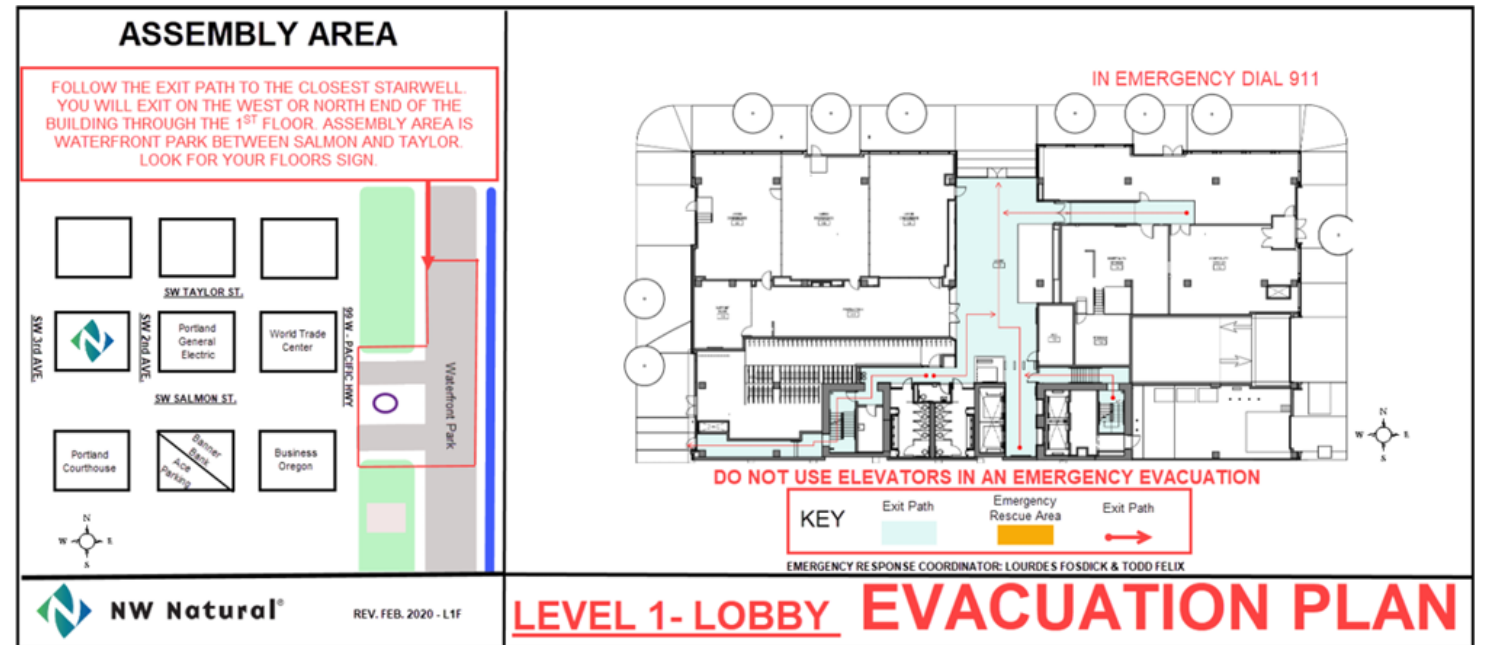 ASSEMBLY AREA
FOLLOW THE EXIT PATH TO THE CLOSEST STAIRWELL.
YOU WILL EXIT ON THE WEST OR NORTH END OF THE
BUILDING THROUGH THE 1ST FLOOR. ASSEMBLY AREA IS
WATERFRONT PARK BETWEEN SALMON AND TAYLOR.
LOOK FOR YOUR FLOORS SIGN.
SW TAYLOR ST.
SW 3rd AVE.
SW 2nd AVE.
Portland
General
Electric
World Trade
Center
99 W - PACIFIC HWY
Waterfront Park
SW SALMON ST.
Portland
Courthouse
Banner
Bank
Ace
Parking
Business
Oregon
N
W
E
S
NW Natural®
REV. FEB. 2020 - L1F
IN EMERGENCY DIAL 911
N
W
E
S
DO NOT USE ELEVATORS IN AN EMERGENCY EVACUATION
KEY
Exit Path
Emergency
Rescue Area
Exit Path
EMERGENCY RESPONSE COORDINATOR: LOURDES FOSDICK & TODD FELIX
LEVEL 1- LOBBY
EVACUATION PLAN